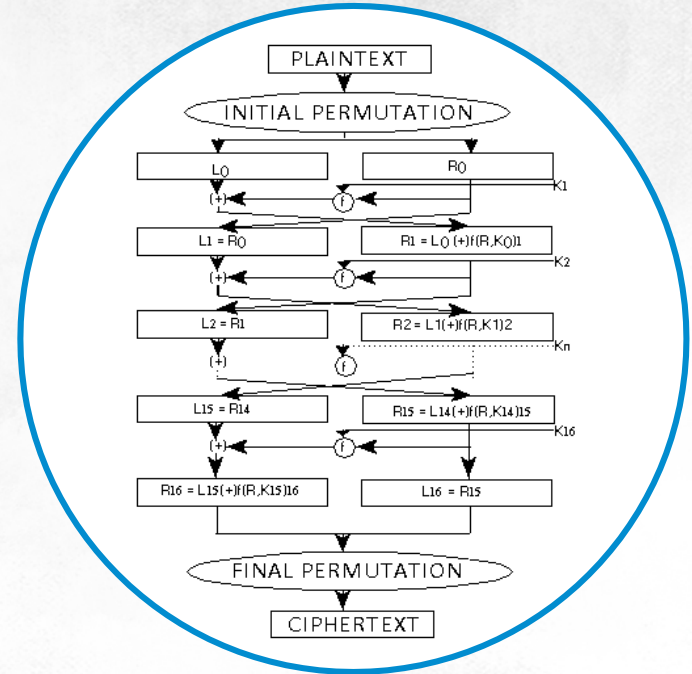 PLAINTEXT
INITIAL PERMUTATION
L0 R0
K1
(+) f
L1 = R0 R1 = L0 (+)f(R,K0)1
K2
(+) f
L2 = R1 R2 = L1(+)f(R,K1)2
Kn
(+) f
L15 = R14 R15 = L14(+)f(R,K14)15
K16
(+) f
R16 = L15(+)f(R,K15)16 L16 = R15
FINAL PERMUTATION
CIPHERTEXT